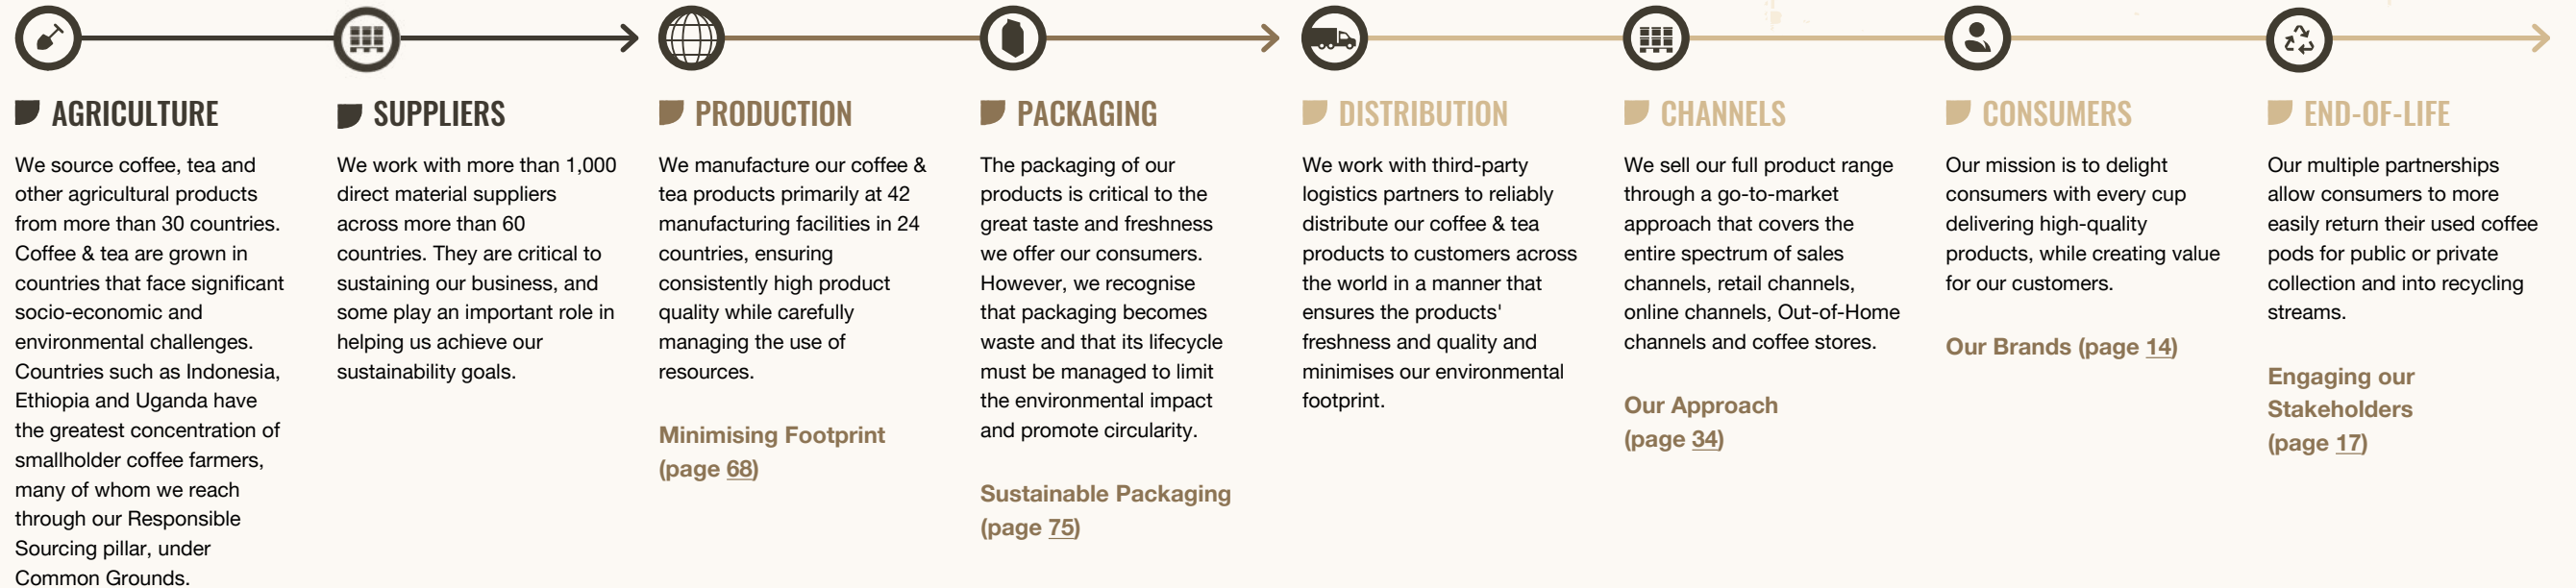 AGRICULTURE
We source coffee, tea and
other agricultural products
from more than 30 countries.
Coffee & tea are grown in
countries that face significant
socio-economic and
environmental challenges.
Countries such as Indonesia,
Ethiopia and Uganda have
the greatest concentration of
smallholder coffee farmers,
many of whom we reach
through our Responsible
Sourcing pillar, under
Common Grounds.
SUPPLIERS
We work with more than 1,000
direct material suppliers
across more than 60
countries. They are critical to
sustaining our business, and
some play an important role in
helping us achieve our
sustainability goals.
PRODUCTION
We manufacture our coffee &
tea products primarily at 42
manufacturing facilities in 24
countries, ensuring
consistently high product
quality while carefully
managing the use of
resources.
Minimising Footprint
(page 68)
PACKAGING
The packaging of our
products is critical to the
great taste and freshness
we offer our consumers.
However, we recognise
that packaging becomes
waste and that its lifecycle
must be managed to limit
the environmental impact
and promote circularity.
Sustainable Packaging
(page 75)
DISTRIBUTION
We work with third-party
logistics partners to reliably
distribute our coffee & tea
products to customers across
the world in a manner that
ensures the products'
freshness and quality and
minimises our environmental
footprint.
CHANNELS
We sell our full product range
through a go-to-market
approach that covers the
entire spectrum of sales
channels, retail channels,
online channels, Out-of-Home
channels and coffee stores.
Our Approach
(page 34)
CONSUMERS
Our mission is to delight
consumers with every cup
delivering high-quality
products, while creating value
for our customers.
Our Brands (page 14)
END-OF-LIFE
Our multiple partnerships
allow consumers to more
easily return their used coffee
pods for public or private
collection and into recycling
streams.
Engaging our
Stakeholders
(page 17)